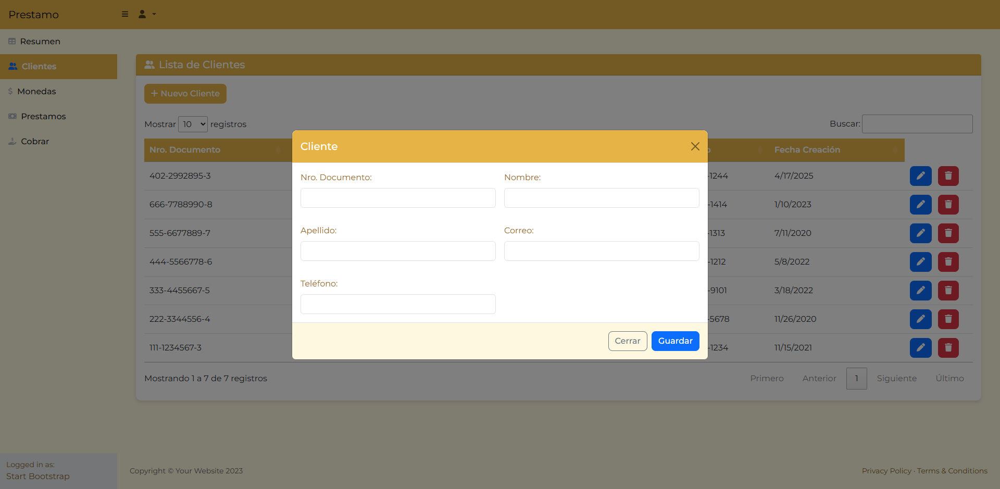 Prestamo
Resumen
Clientes
Monedas
Prestamos
Cobrar
Lista de Clientes
+ Nuevo Cliente
Mostrar 10 registros
Buscar:
Nro. Documento Fecha Creación
402-2992895-3 -1244 4/17/2025
666-7788990-8 -1414 1/10/2023
555-6677889-7 -1313 7/11/2020
444-5566778-6 -1212 5/8/2022
333-4455667-5 -9101 3/18/2022
222-3344556-4 -5678 11/26/2020
111-1234567-3 -1234 11/15/2021
Mostrando 1 a 7 de 7 registros
Primero Anterior 1 Siguiente Último
Cliente
Nro. Documento: Nombre:
Apellido: Correo:
Teléfono:
Cerrar Guardar
Logged in as:
Start Bootstrap
Copyright © Your Website 2023
Privacy Policy · Terms & Conditions